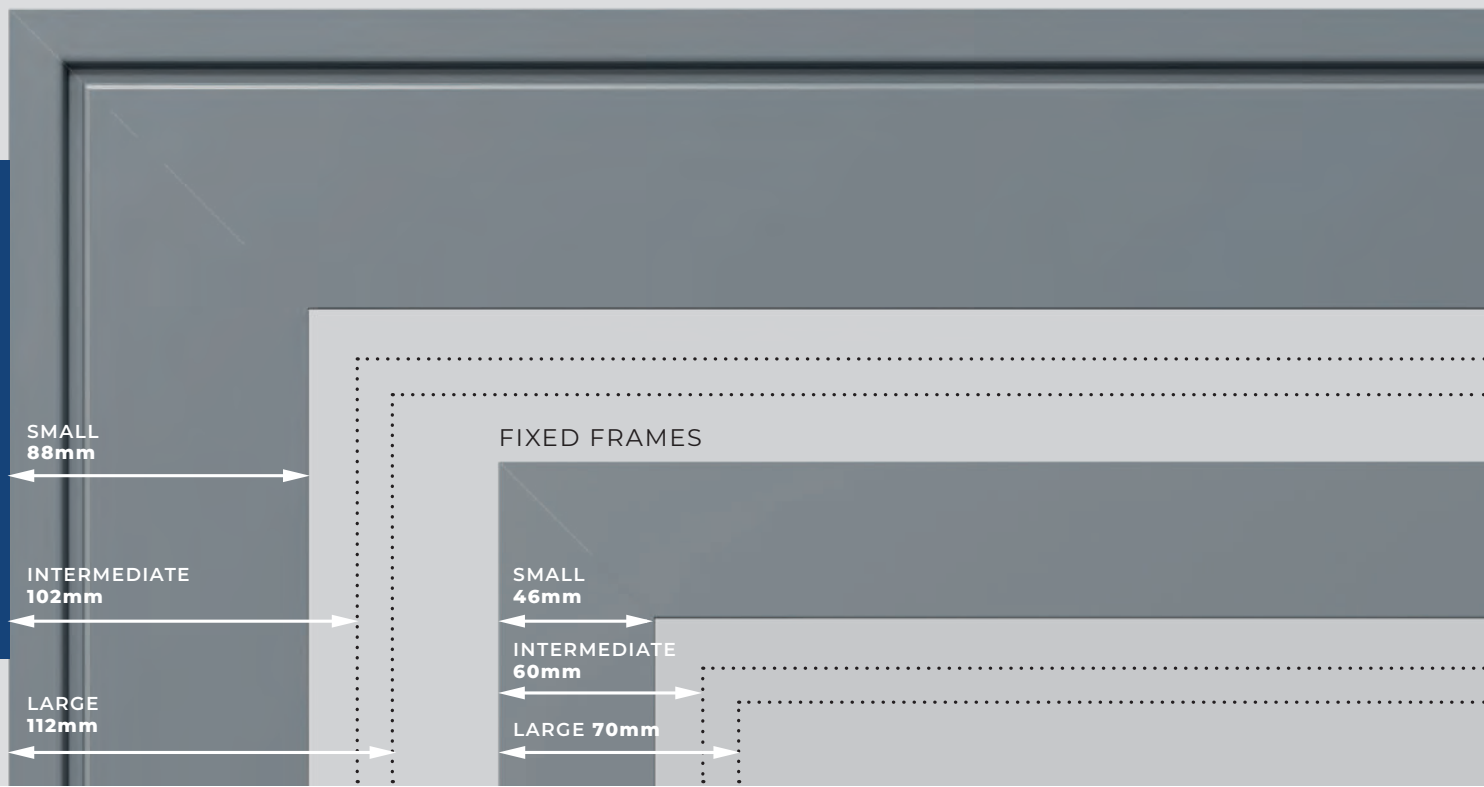 SMALL
88mm
INTERMEDIATE
102mm
LARGE
112mm
FIXED FRAMES
SMALL
46mm
INTERMEDIATE
60mm
LARGE 70mm